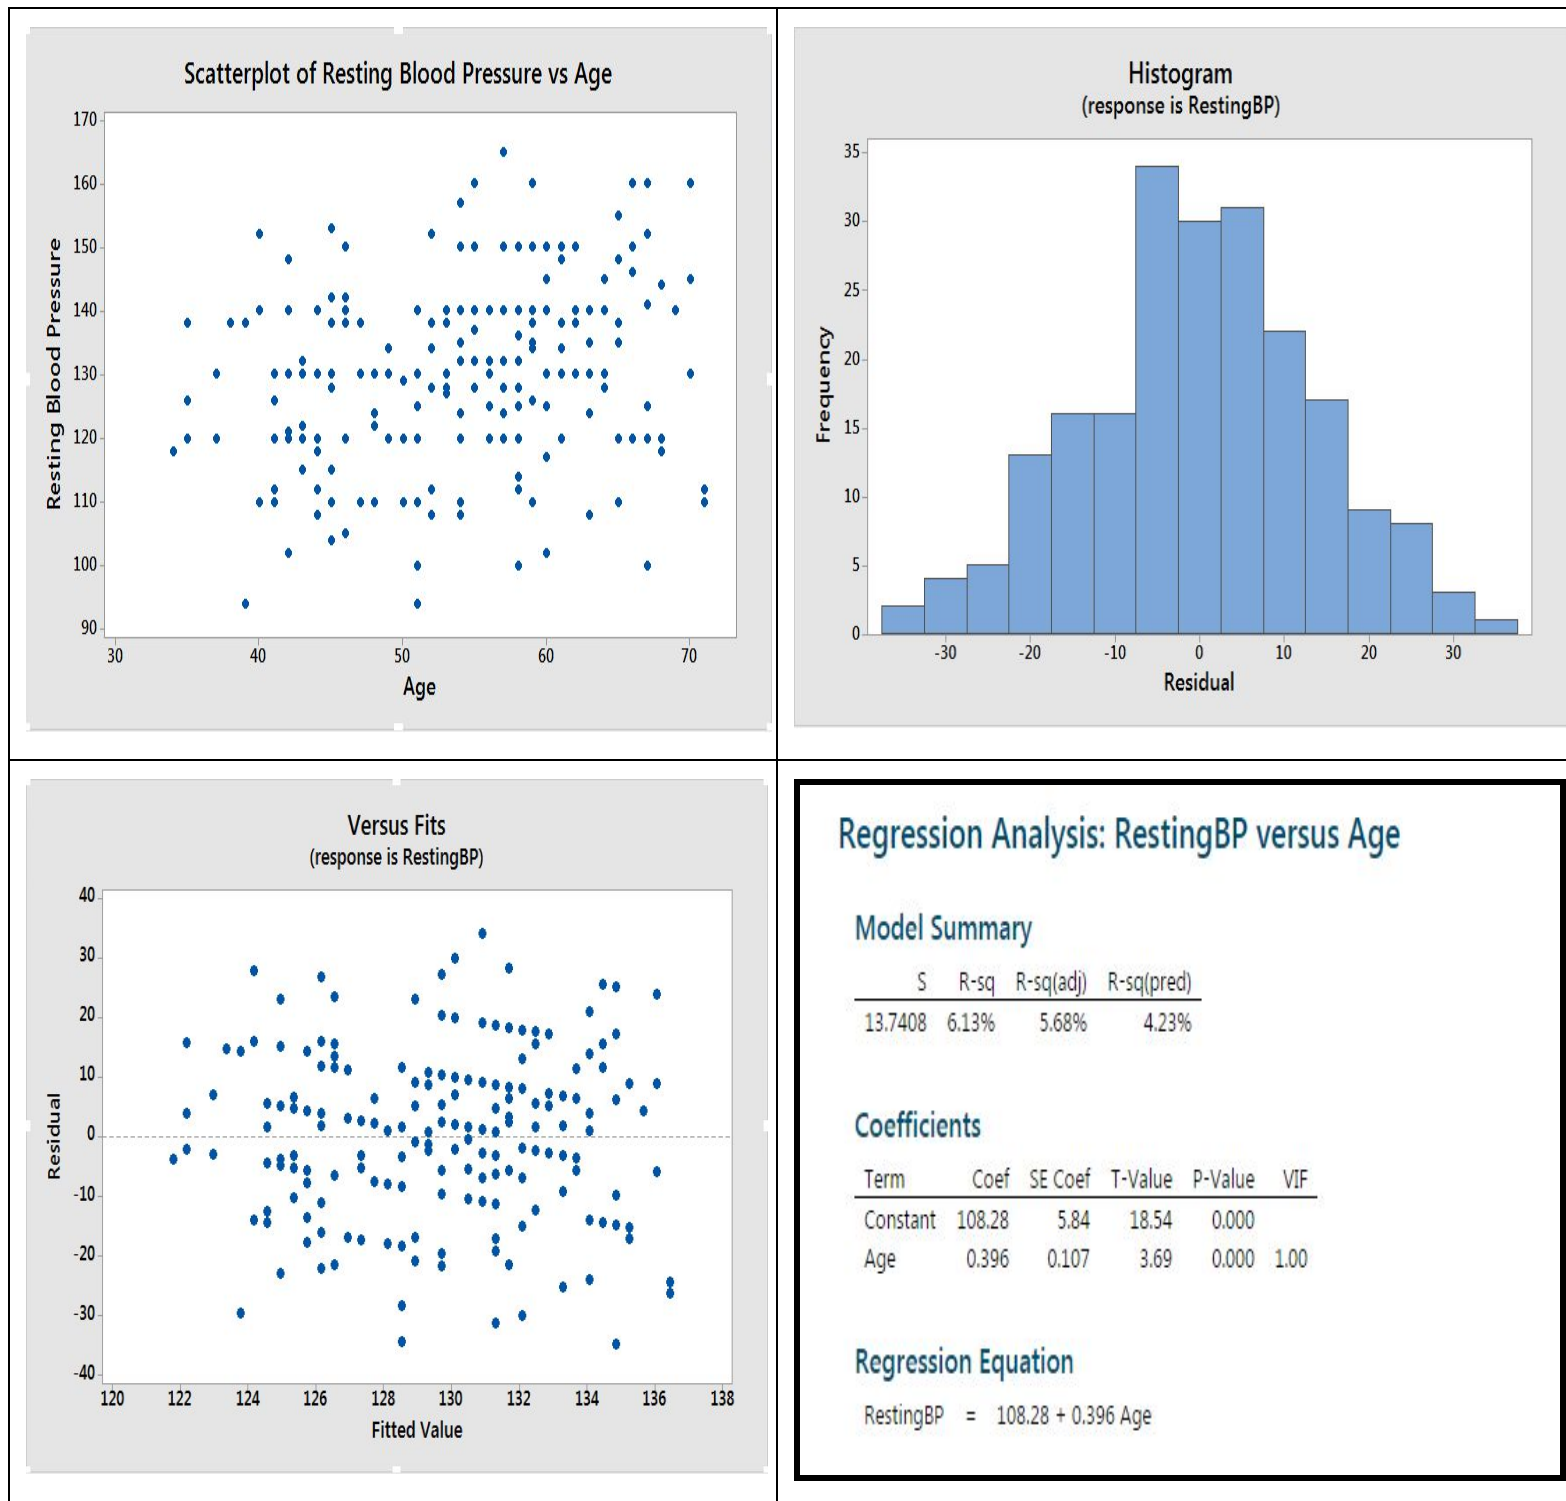 Scatterplot of Resting Blood Pressure vs Age
170
160
150
140
130
120
110
100
90
Resting Blood Pressure
30 40 50 60 70
Age
Histogram
(response is RestingBP)
35
30
25
20
15
10
5
0
Frequency
-30 -20 -10 0 10 20 30
Residual
Versus Fits
(response is RestingBP)
40
30
20
10
0
-10
-20
-30
-40
Residual
120 122 124 126 128 130 132 134 136 138
Fitted Value
Regression Analysis: RestingBP versus Age
Model Summary
S R-sq R-sq(adj) R-sq(pred)
13.7408 6.13% 5.68% 4.23%
Coefficients
Term Coef SE Coef T-Value P-Value VIF
Constant 108.28 5.84 18.54 0.000
Age 0.396 0.107 3.69 0.000 1.00
Regression Equation
RestingBP = 108.28 + 0.396 Age